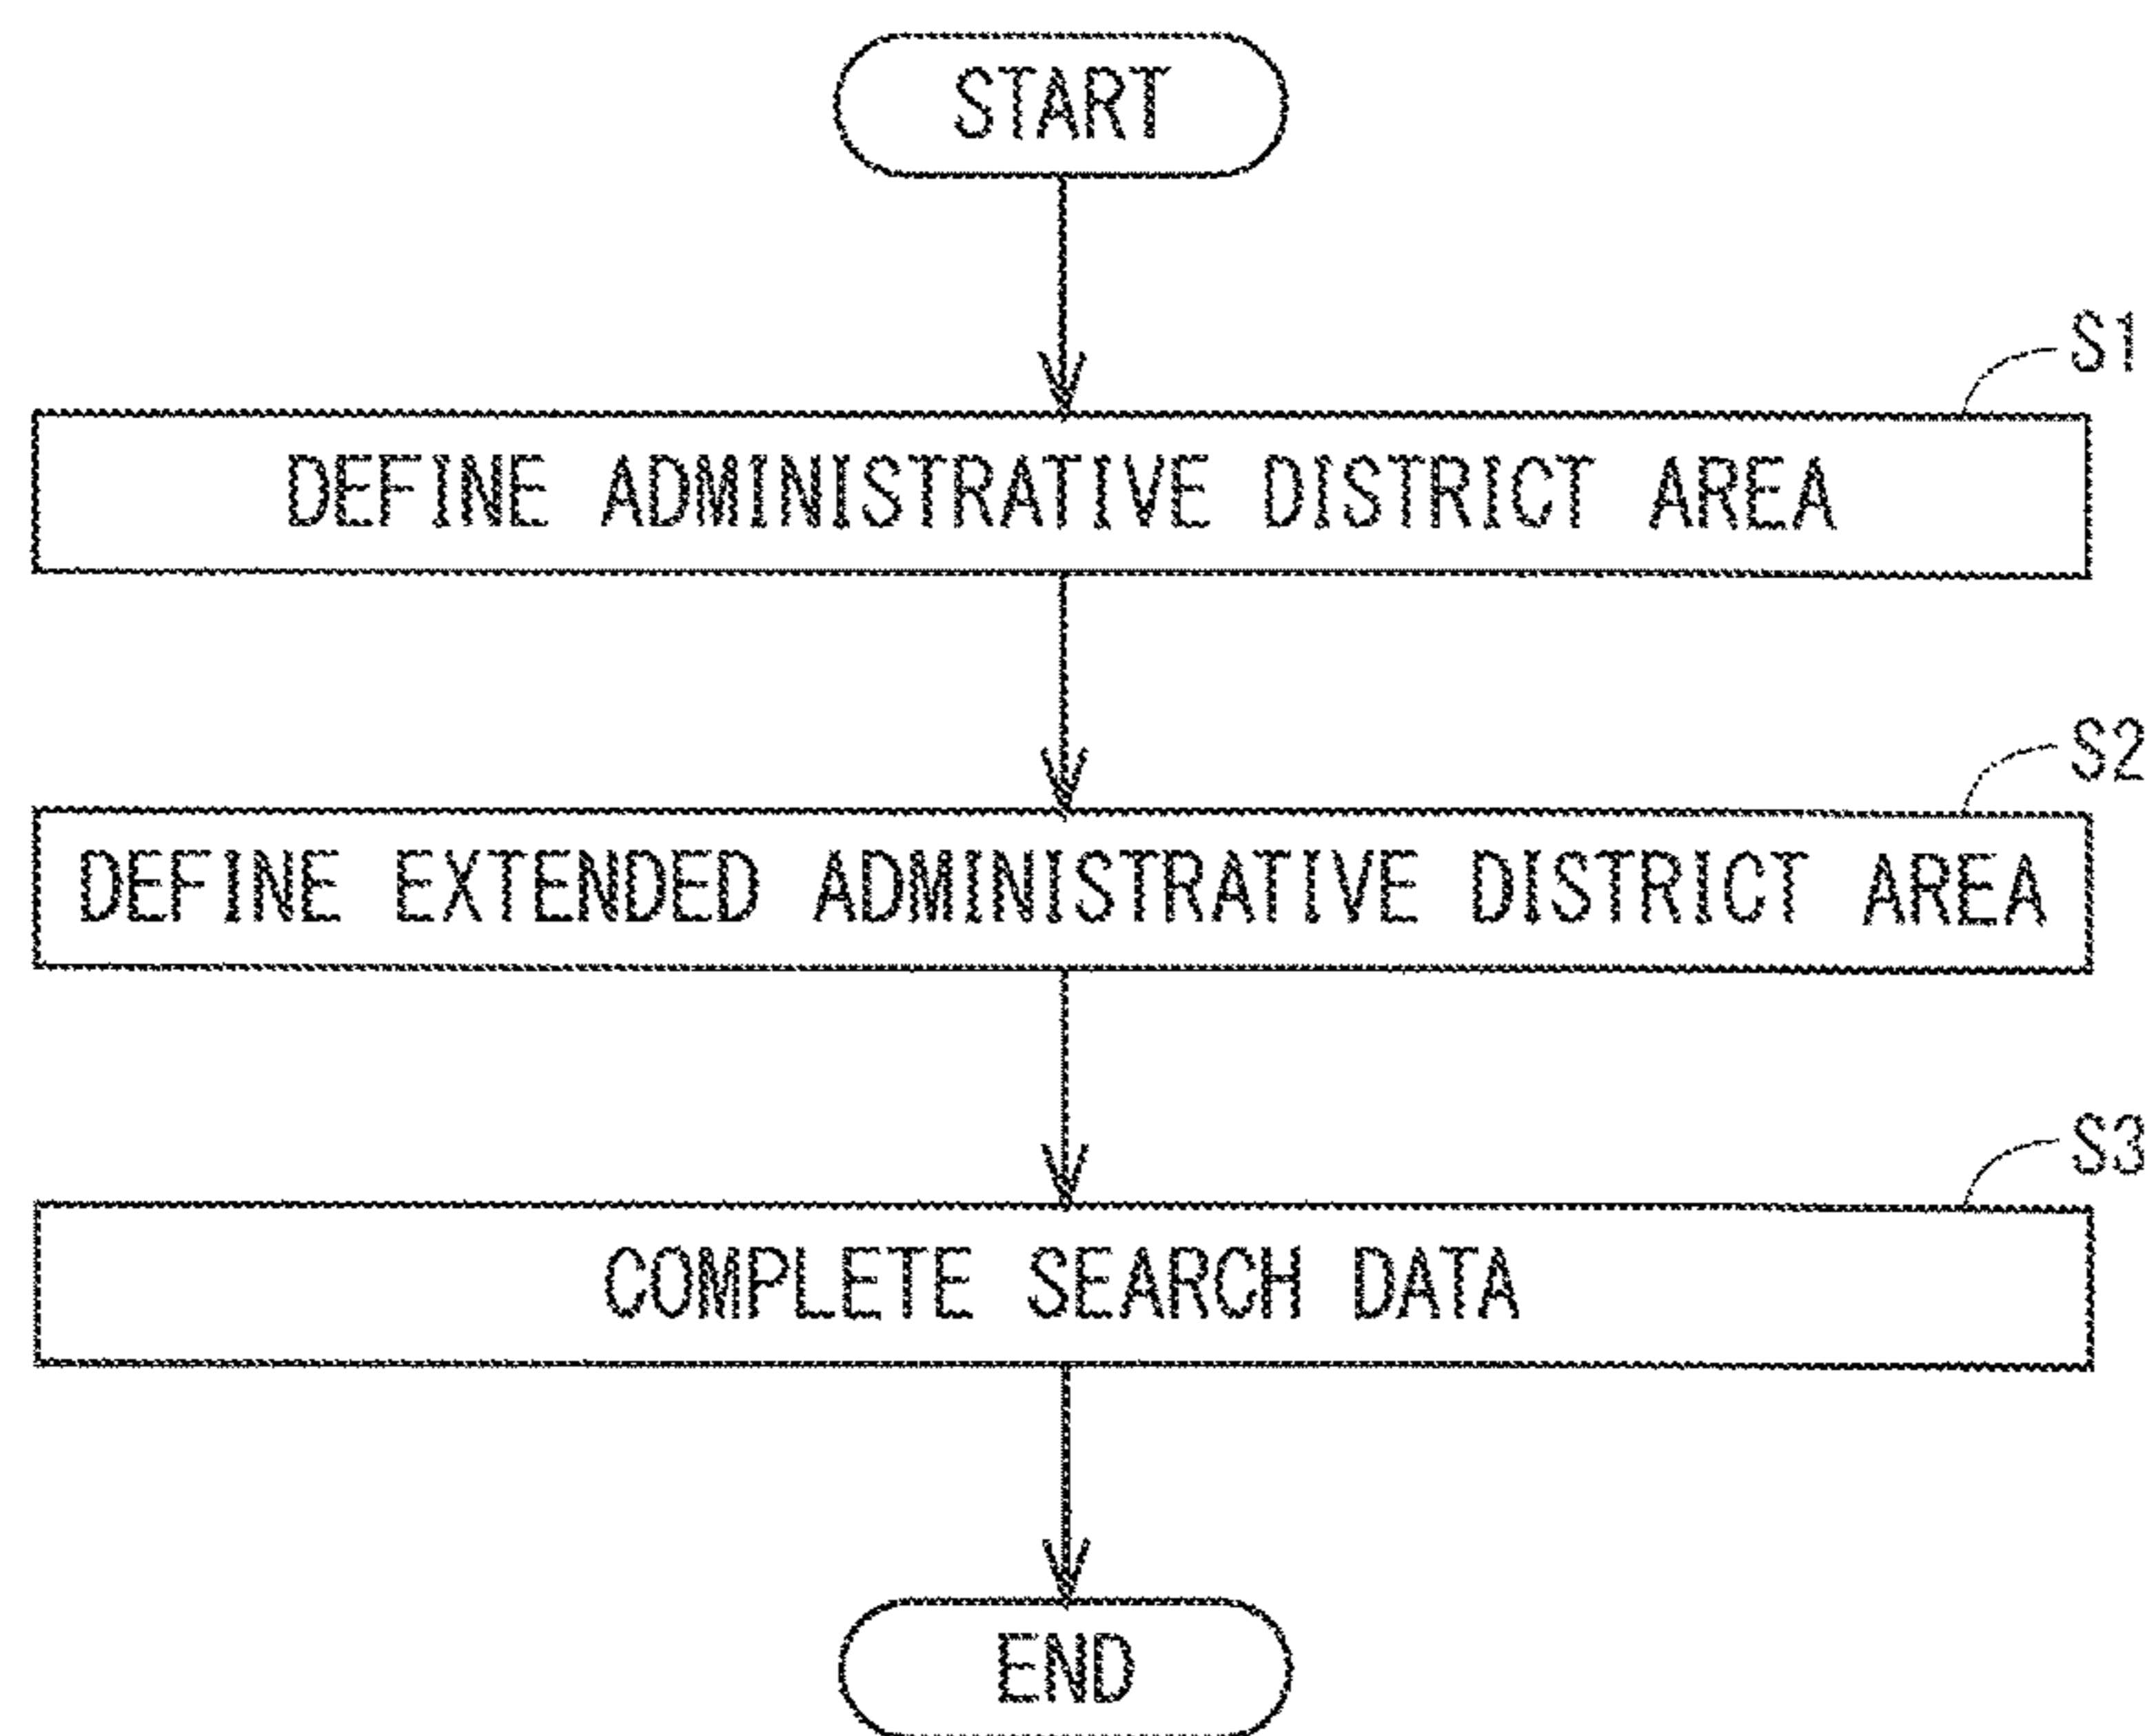 START
S1
DEFINE ADMINISTRATIVE DISTRICT AREA
S2
DEFINE EXTENDED ADMINISTRATIVE DISTRICT AREA
S3
COMPLETE SEARCH DATA
END